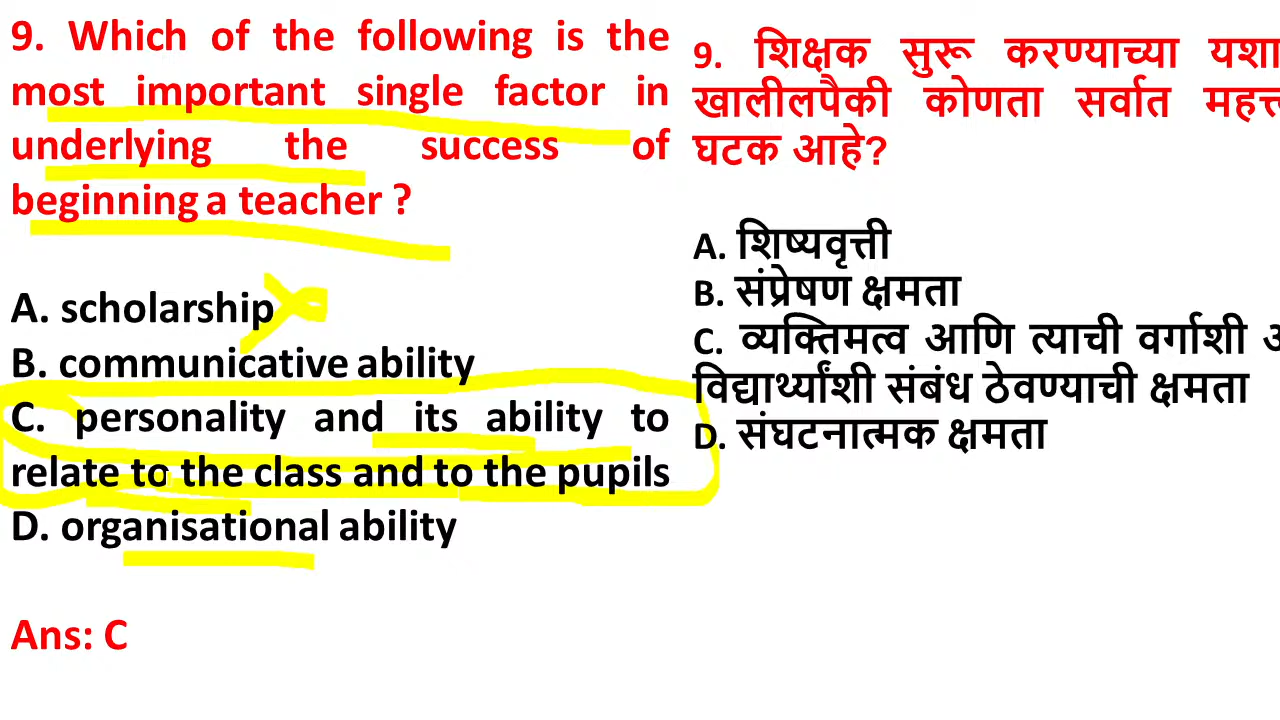 9. Which of the following is the
most important single factor in
underlying the success of
beginning a teacher ?
A. scholarship
B. communicative ability
C. personality and its ability to
relate to the class and to the pupils
D. organisational ability
Ans: C
9. शिक्षक सुरू करण्याच्या
खालीलपैकी कोणता सर्वात
घटक आहे?
A. शिष्यवृत्ती
B. संप्रेषण क्षमता
C. व्यक्तिमत्व आणि त्याची वर्गाशी
विद्यार्थ्यांशी संबंध ठेवण्याची क्षमता
D. संघटनात्मक क्षमता